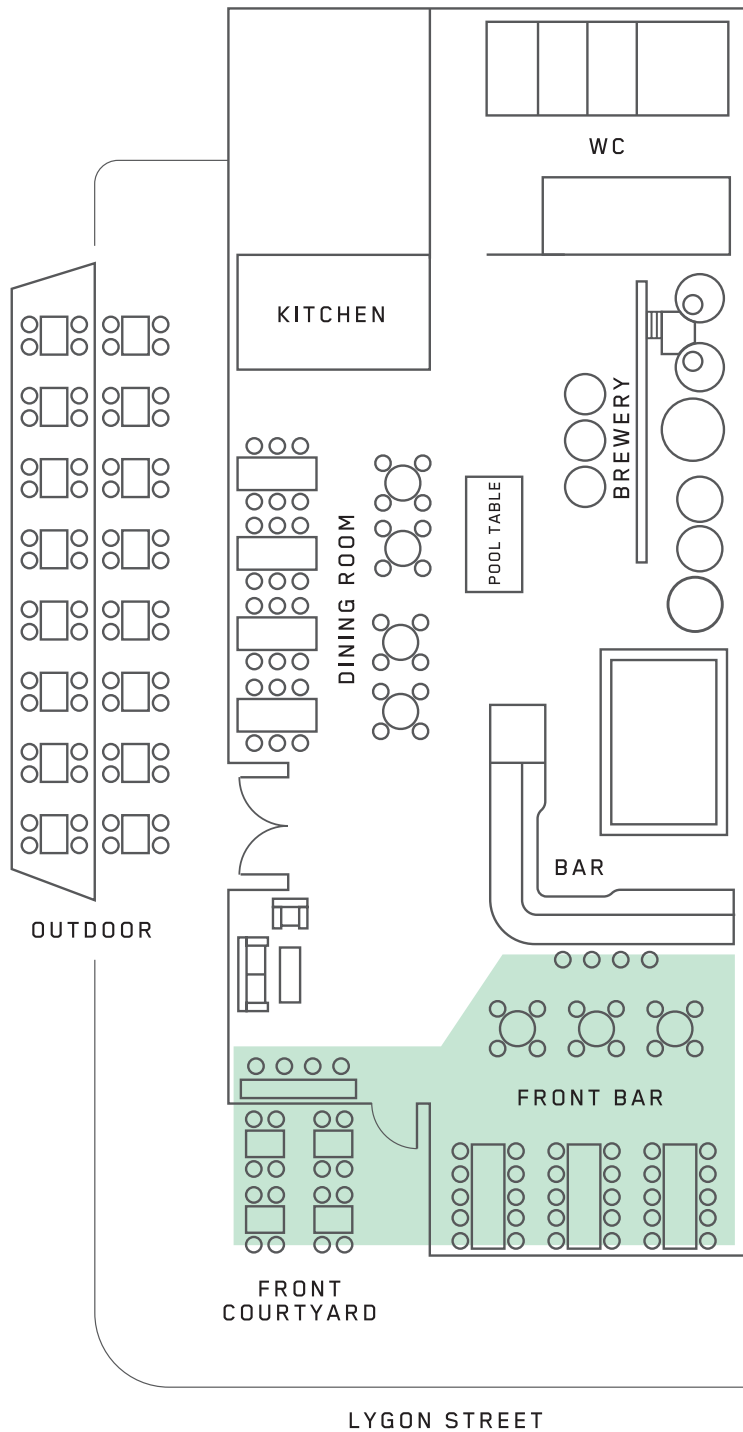 WC
KITCHEN
BREWERY
POOL TABLE
DINING ROOM
BAR
OUTDOOR
FRONT BAR
FRONT
COURTYARD
LYGON STREET